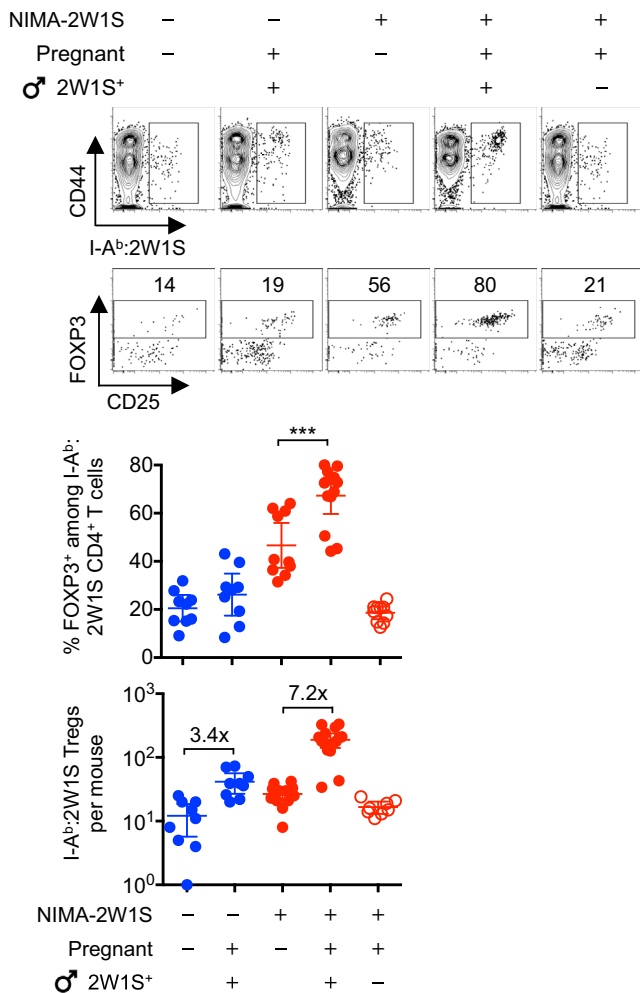 NIMA-2W1S − − + + +
Pregnant − + − + +
♂ 2W1S⁺ + + −
CD44
I-Aᵇ:2W1S
14 19 56 80 21
FOXP3
CD25
***
% FOXP3⁺ among I-Aᵇ:
2W1S CD4⁺ T cells
80
60
40
20
0
I-Aᵇ:2W1S Tregs
per mouse
10³
10²
10¹
10⁰
3.4x
7.2x
NIMA-2W1S − − + + +
Pregnant − + − + +
♂ 2W1S⁺ + + −